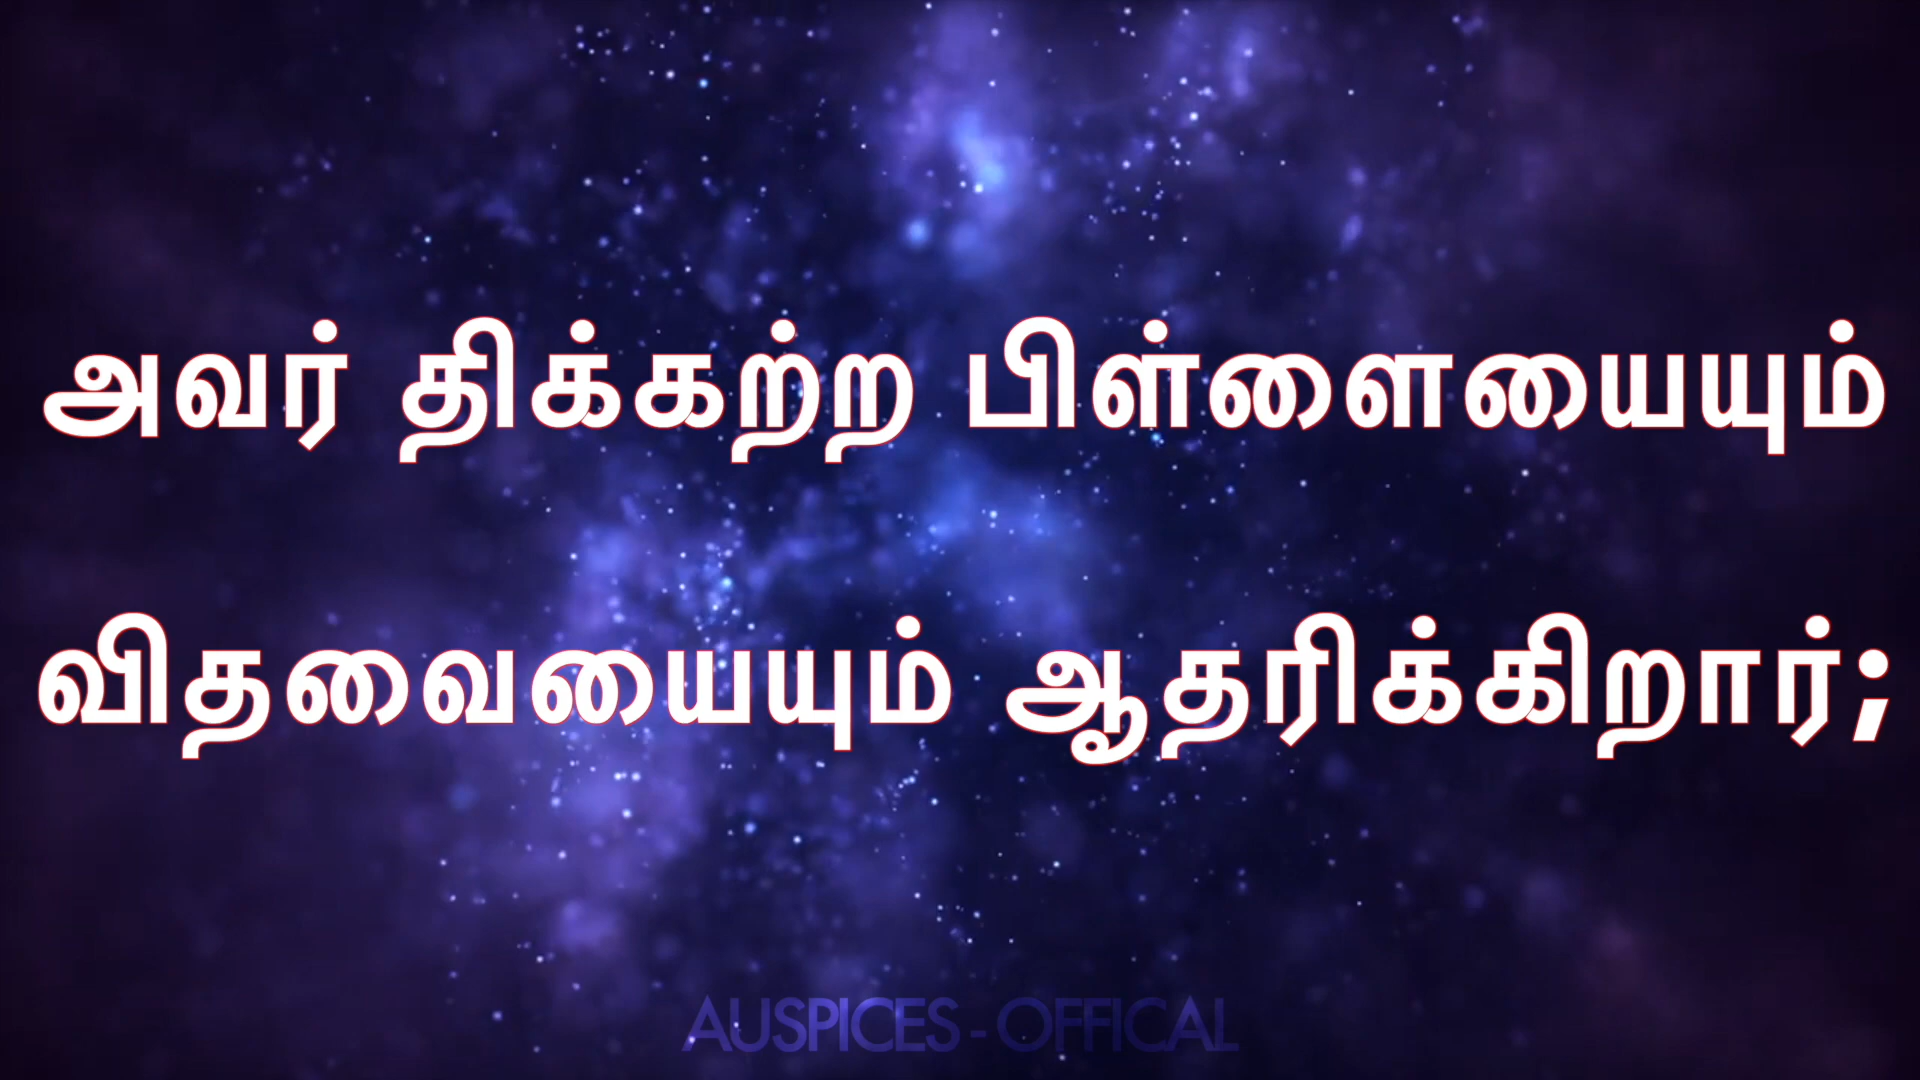 அவர் திக்கற்ற பிள்ளையையும்
விதவையையும் ஆதரிக்கிறார்;
AUSPICES - OFFICAL